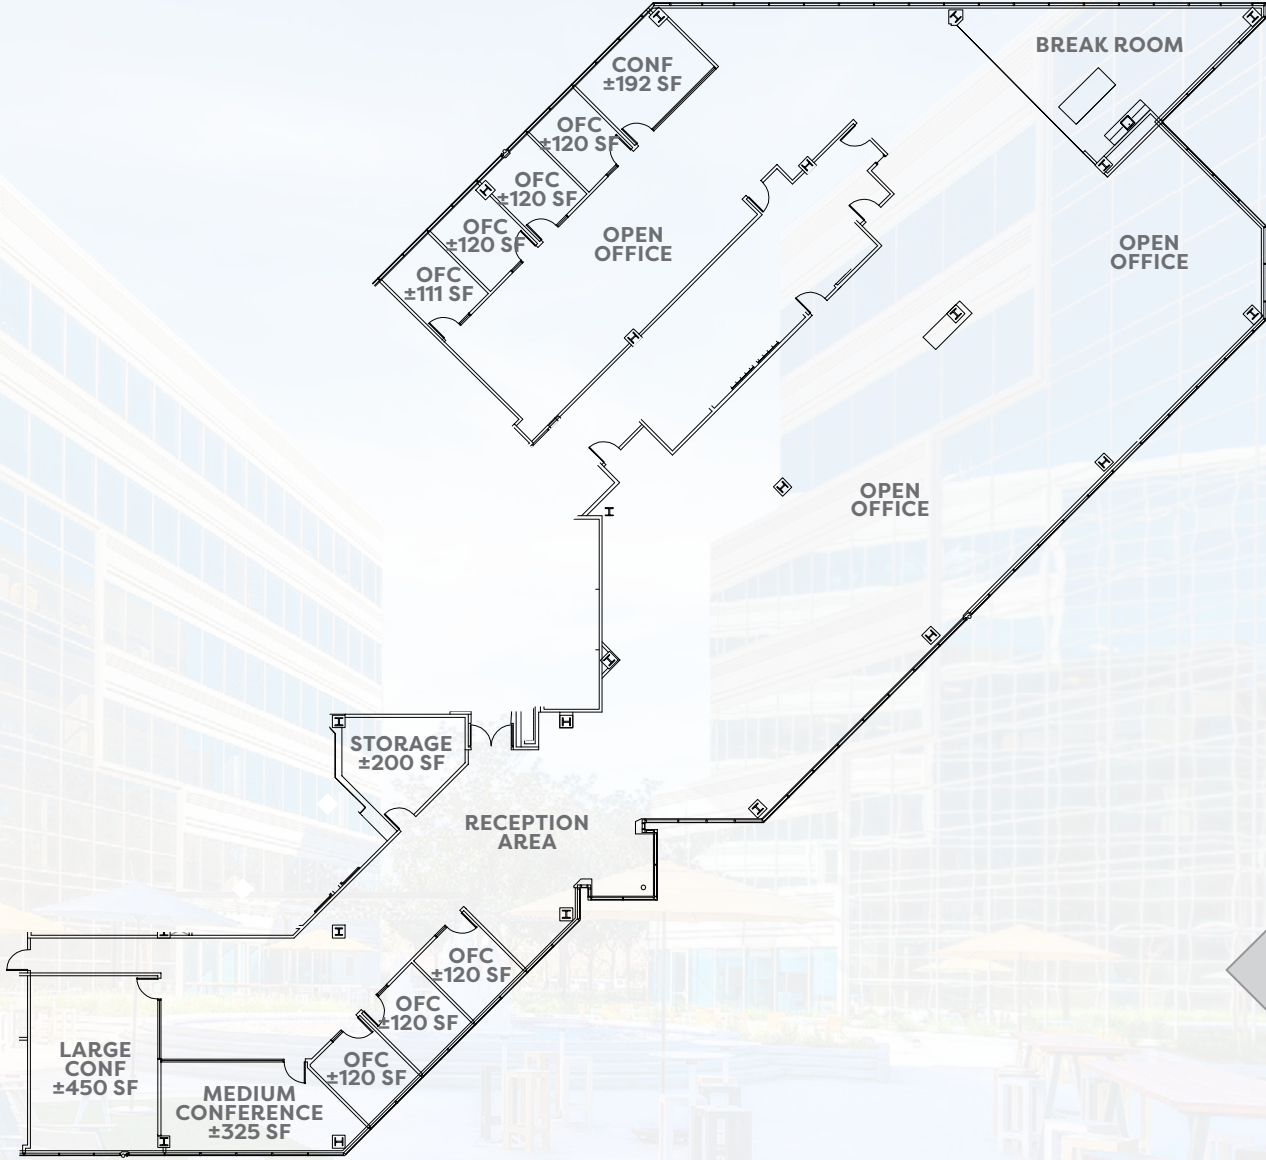 BREAK ROOM
CONF
±192 SF
OFC
±120 SF
OFC
±120 SF
OFC
±120 SF
OFC
±111 SF
OPEN
OFFICE
OPEN
OFFICE
OPEN
OFFICE
STORAGE
±200 SF
RECEPTION
AREA
OFC
±120 SF
OFC
±120 SF
OFC
±120 SF
LARGE
CONF
±450 SF
MEDIUM
CONFERENCE
±325 SF